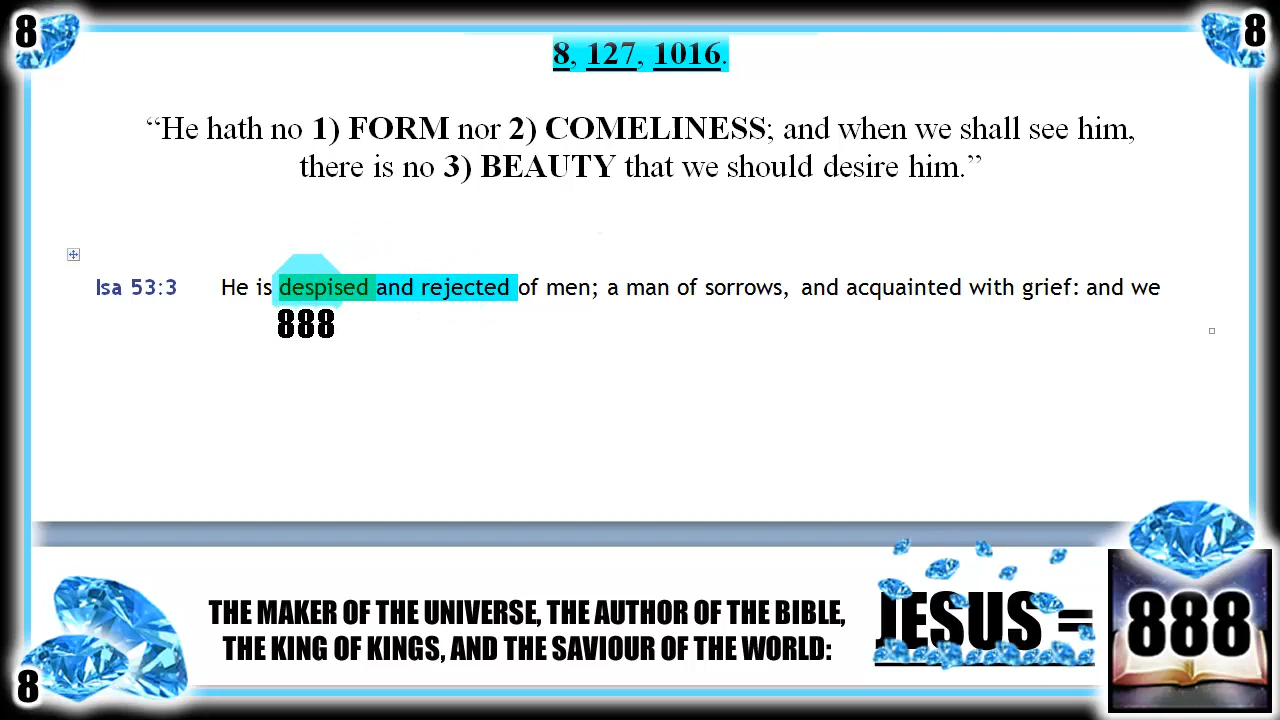 8
8
8, 127, 1016.
“He hath no 1) FORM nor 2) COMELINESS; and when we shall see him,
there is no 3) BEAUTY that we should desire him.”
Isa 53:3 He is despised and rejected of men; a man of sorrows, and acquainted with grief: and we
888
THE MAKER OF THE UNIVERSE, THE AUTHOR OF THE BIBLE,
THE KING OF KINGS, AND THE SAVIOUR OF THE WORLD:
JESUS = 888
8